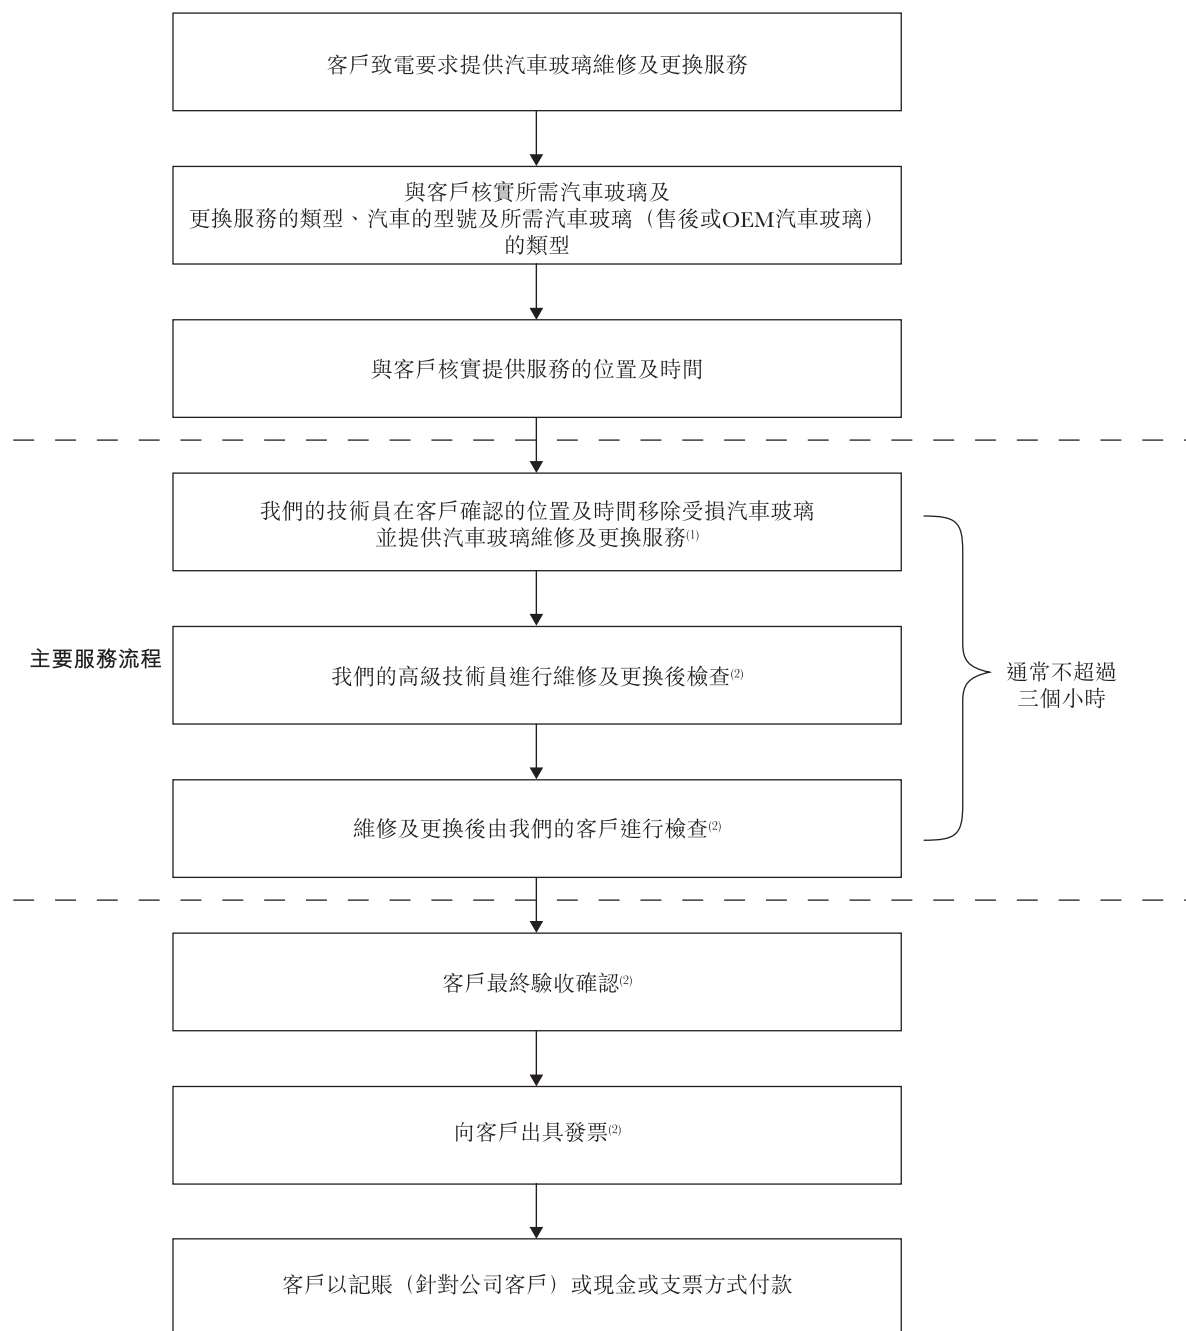 客戶致電要求提供汽車玻璃維修及更換服務
與客戶核實所需汽車玻璃及
更換服務的類型、汽車的型號及所需汽車玻璃（售後或OEM汽車玻璃）
的類型
與客戶核實提供服務的位置及時間
我們的技術員在客戶確認的位置及時間移除受損汽車玻璃
並提供汽車玻璃維修及更換服務(1)
主要服務流程
我們的高級技術員進行維修及更換後檢查(2)
通常不超過
三個小時
維修及更換後由我們的客戶進行檢查(2)
客戶最終驗收確認(2)
向客戶出具發票(2)
客戶以記賬（針對公司客戶）或現金或支票方式付款